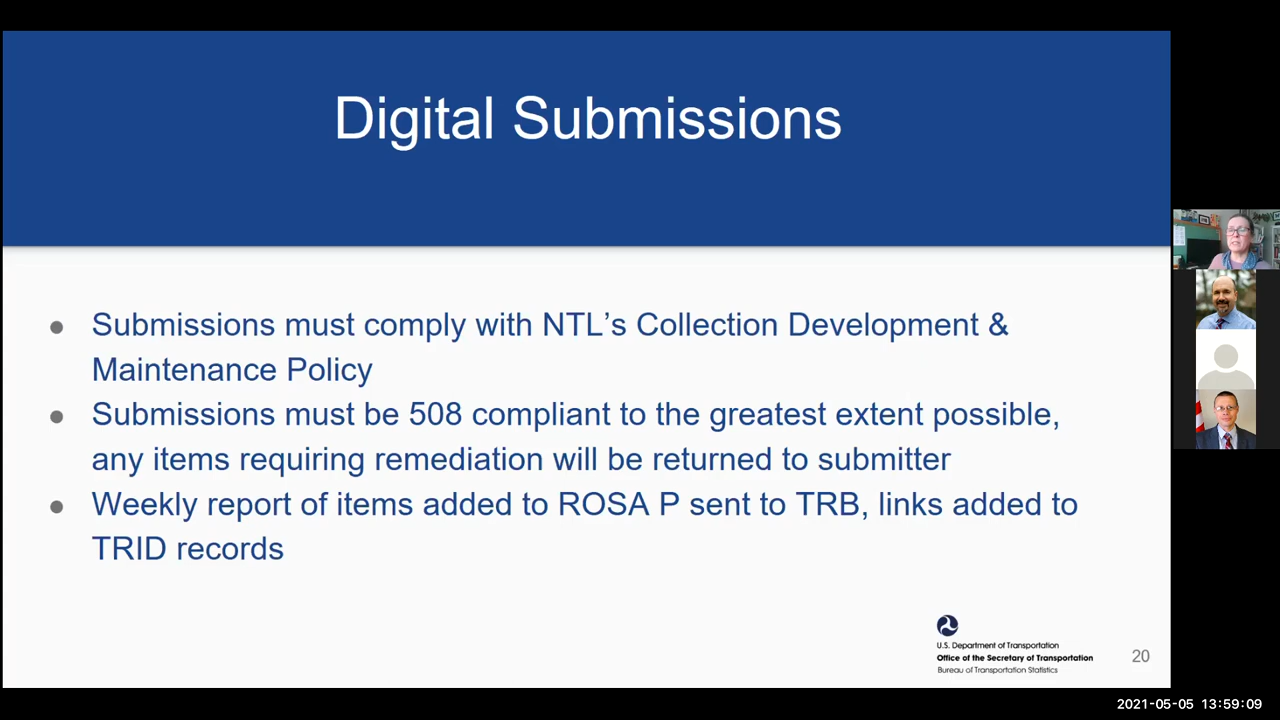 Digital Submissions
● Submissions must comply with NTL’s Collection Development &
Maintenance Policy
● Submissions must be 508 compliant to the greatest extent possible,
any items requiring remediation will be returned to submitter
● Weekly report of items added to ROSA P sent to TRB, links added to
TRID records
U.S. Department of Transportation
Office of the Secretary of Transportation
Bureau of Transportation Statistics
20
2021-05-05 13:59:09